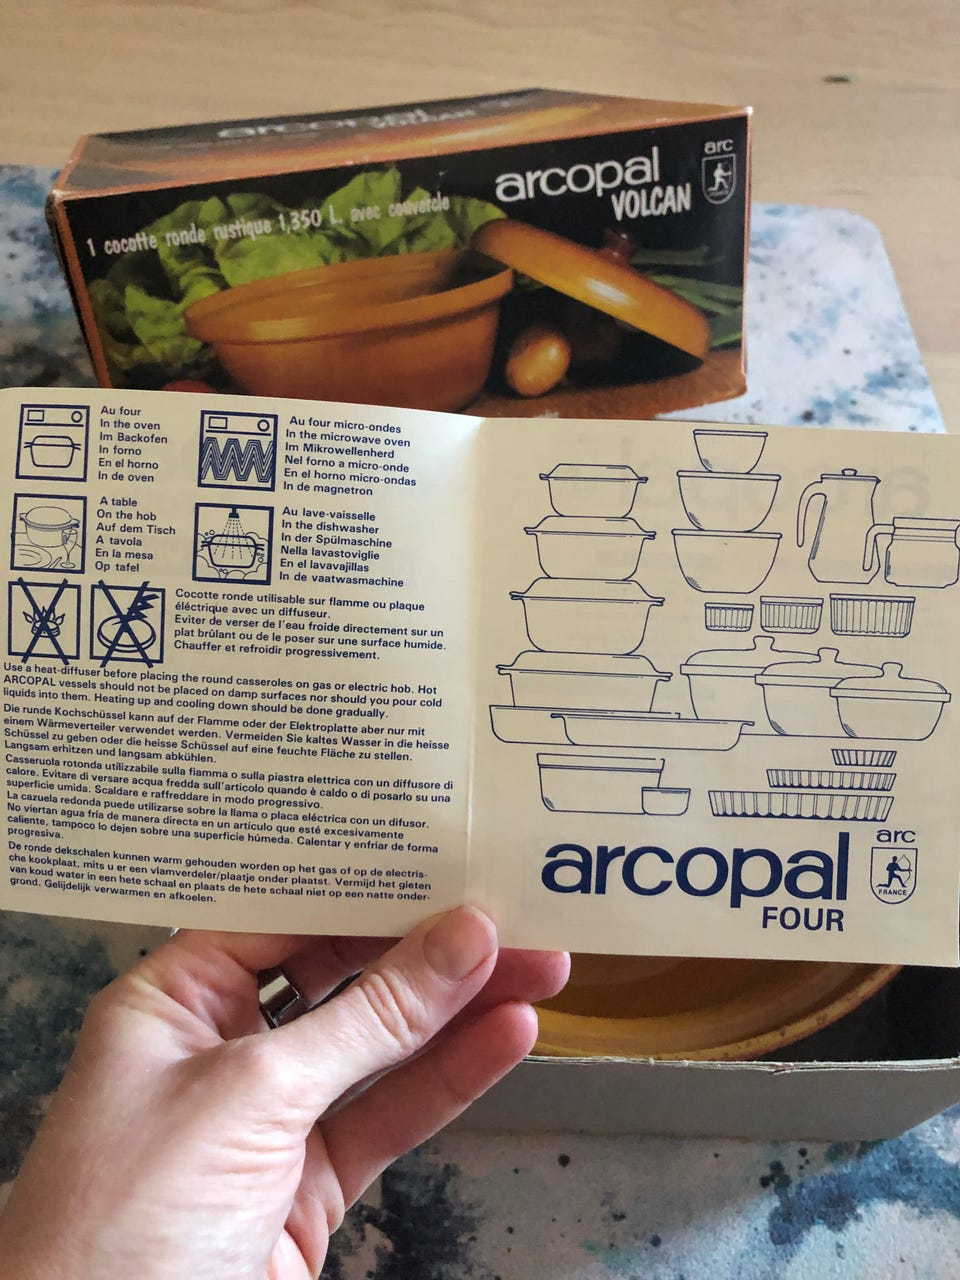 arcopal
VOLCAN
arcopal
VOLCAN
arc
1 cocotte ronde rustique 1,350 L avec couvercle
Au four
In the oven
Im Backofen
In forno
En el horno
In de oven
Au four micro-ondes
In the microwave oven
Im Mikrowellenherd
Nel forno a micro-onde
En el horno micro-ondas
In de magnetron
A table
On the hob
Auf dem Tisch
A tavola
En la mesa
Op tafel
Au lave-vaisselle
In the dishwasher
In der Spülmaschine
Nella lavastoviglie
En el lavavajillas
In de vaatwasmachine
Cocotte ronde utilisable sur flamme ou plaque
éléctrique avec un diffuseur.
Eviter de verser de l'eau froide directement sur un
plat brûlant ou de le poser sur une surface humide.
Chauffer et refroidir progressivement.
Use a heat-diffuser before placing the round casseroles on gas or electric hob. Hot
ARCOPAL vessels should not be placed on damp surfaces nor should you pour cold
liquids into them. Heating up and cooling down should be done gradually.
Die runde Kochschüssel kann auf der Flamme oder der Elektroplatte aber nur mit
einem Wärmeverteiler verwendet werden. Vermeiden Sie kaltes Wasser in die heisse
Schüssel zu geben oder die heisse Schüssel auf eine feuchte Fläche zu stellen.
Langsam erhitzen und langsam abkühlen.
Casseruola rotonda utilizzabile sulla fiamma o sulla piastra elettrica con un diffusore di
calore. Evitare di versare acqua fredda sull'articolo quando è caldo o di posarlo su una
superficie umida. Scaldare e raffreddare in modo progressivo.
La cazuela redonda puede utilizarse sobre la llama o placa eléctrica con un difusor.
No viertan agua fría de manera directa en un artículo que esté excesivamente
caliente, tampoco lo dejen sobre una superficie húmeda. Calentar y enfriar de forma
progresiva.
De ronde dekschalen kunnen warm gehouden worden op het gas of op de electris-
che kookplaat, mits u er een vlamverdeler/plaatje onder plaatst. Vermijd het gieten
van koud water in een hete schaal en plaats de hete schaal niet op een natte onder-
grond. Gelijdelijk verwarmen en afkoelen.
arcopal
FOUR
arc
FRANCE